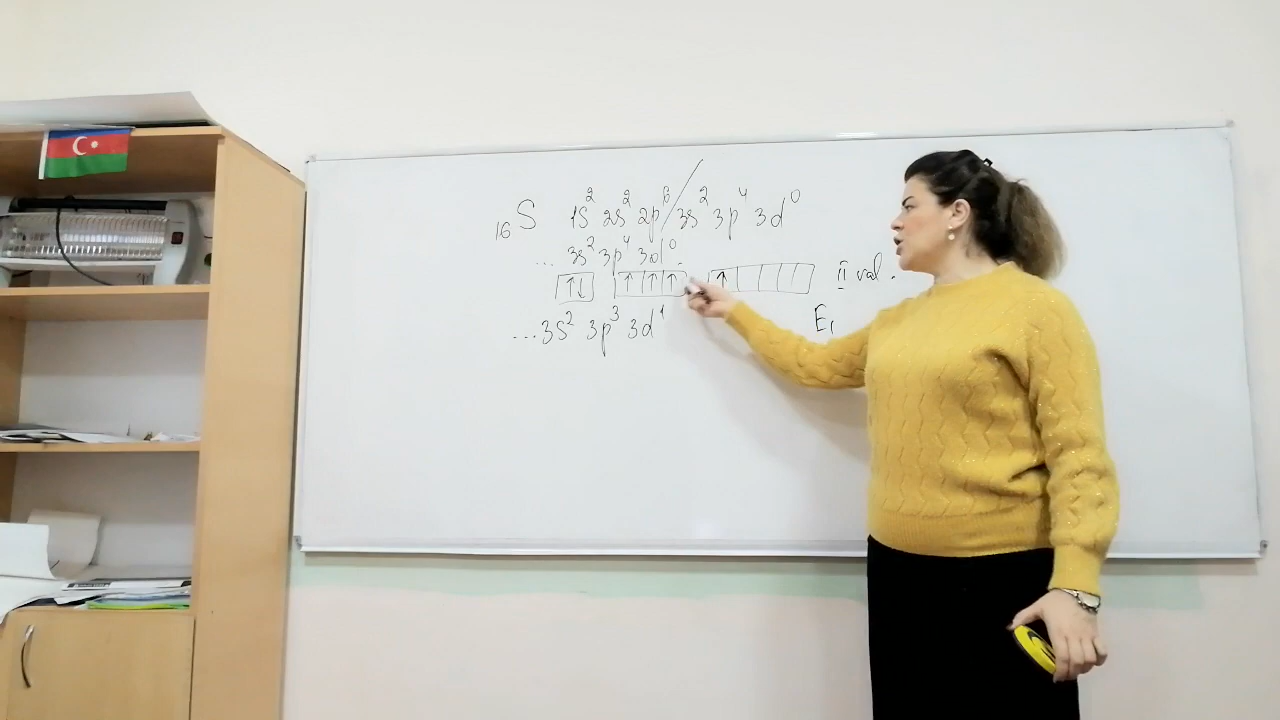 ₁₆S 1s² 2s² 2p⁶ / 3s² 3p⁴ 3d⁰
... 3s² 3p⁴ 3d⁰.
↑↓ ↑ ↑ ↑ ↑ II val.
...3s² 3p³ 3d¹ E₁